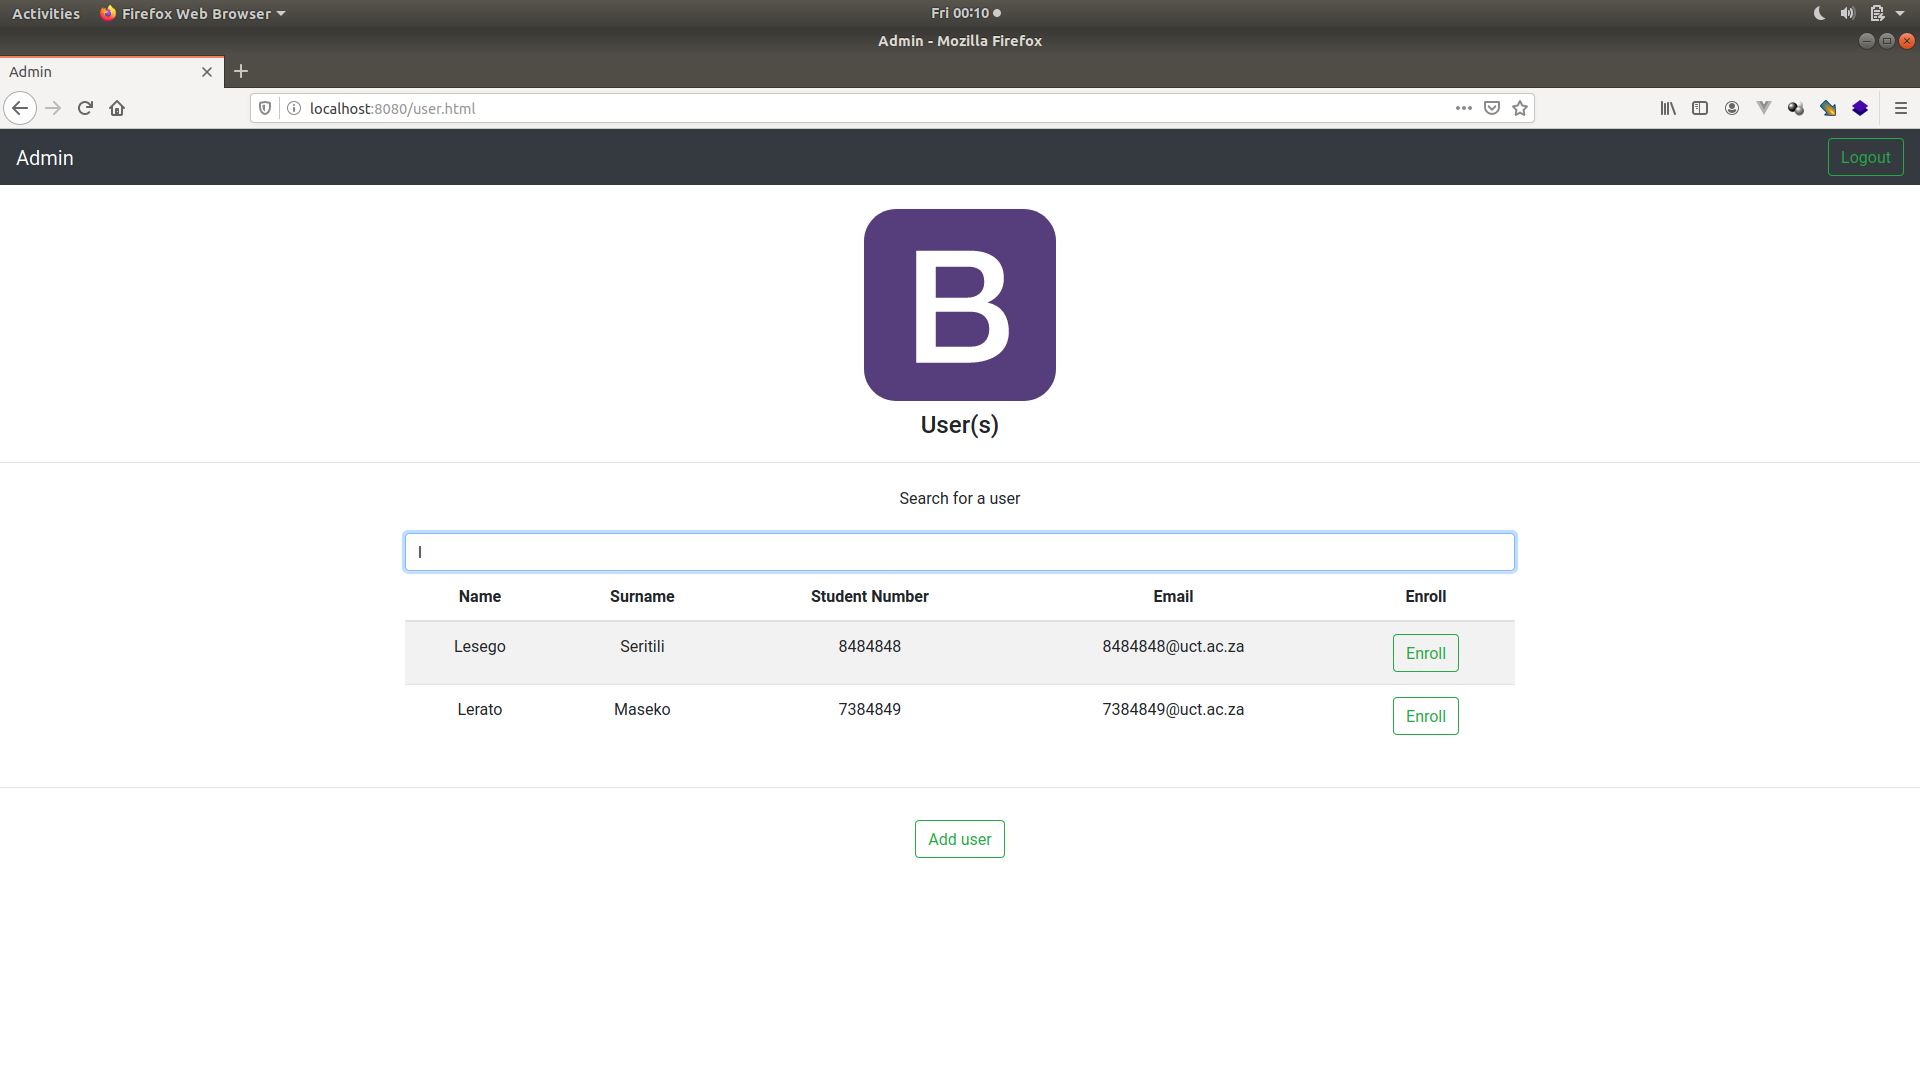 Activities Firefox Web Browser Fri 00:10
Admin - Mozilla Firefox
Admin
localhost:8080/user.html
Admin Logout
B
User(s)
Search for a user
l
Name Surname Student Number Email Enroll
Lesego Seritili 8484848 8484848@uct.ac.za Enroll
Lerato Maseko 7384849 7384849@uct.ac.za Enroll
Add user